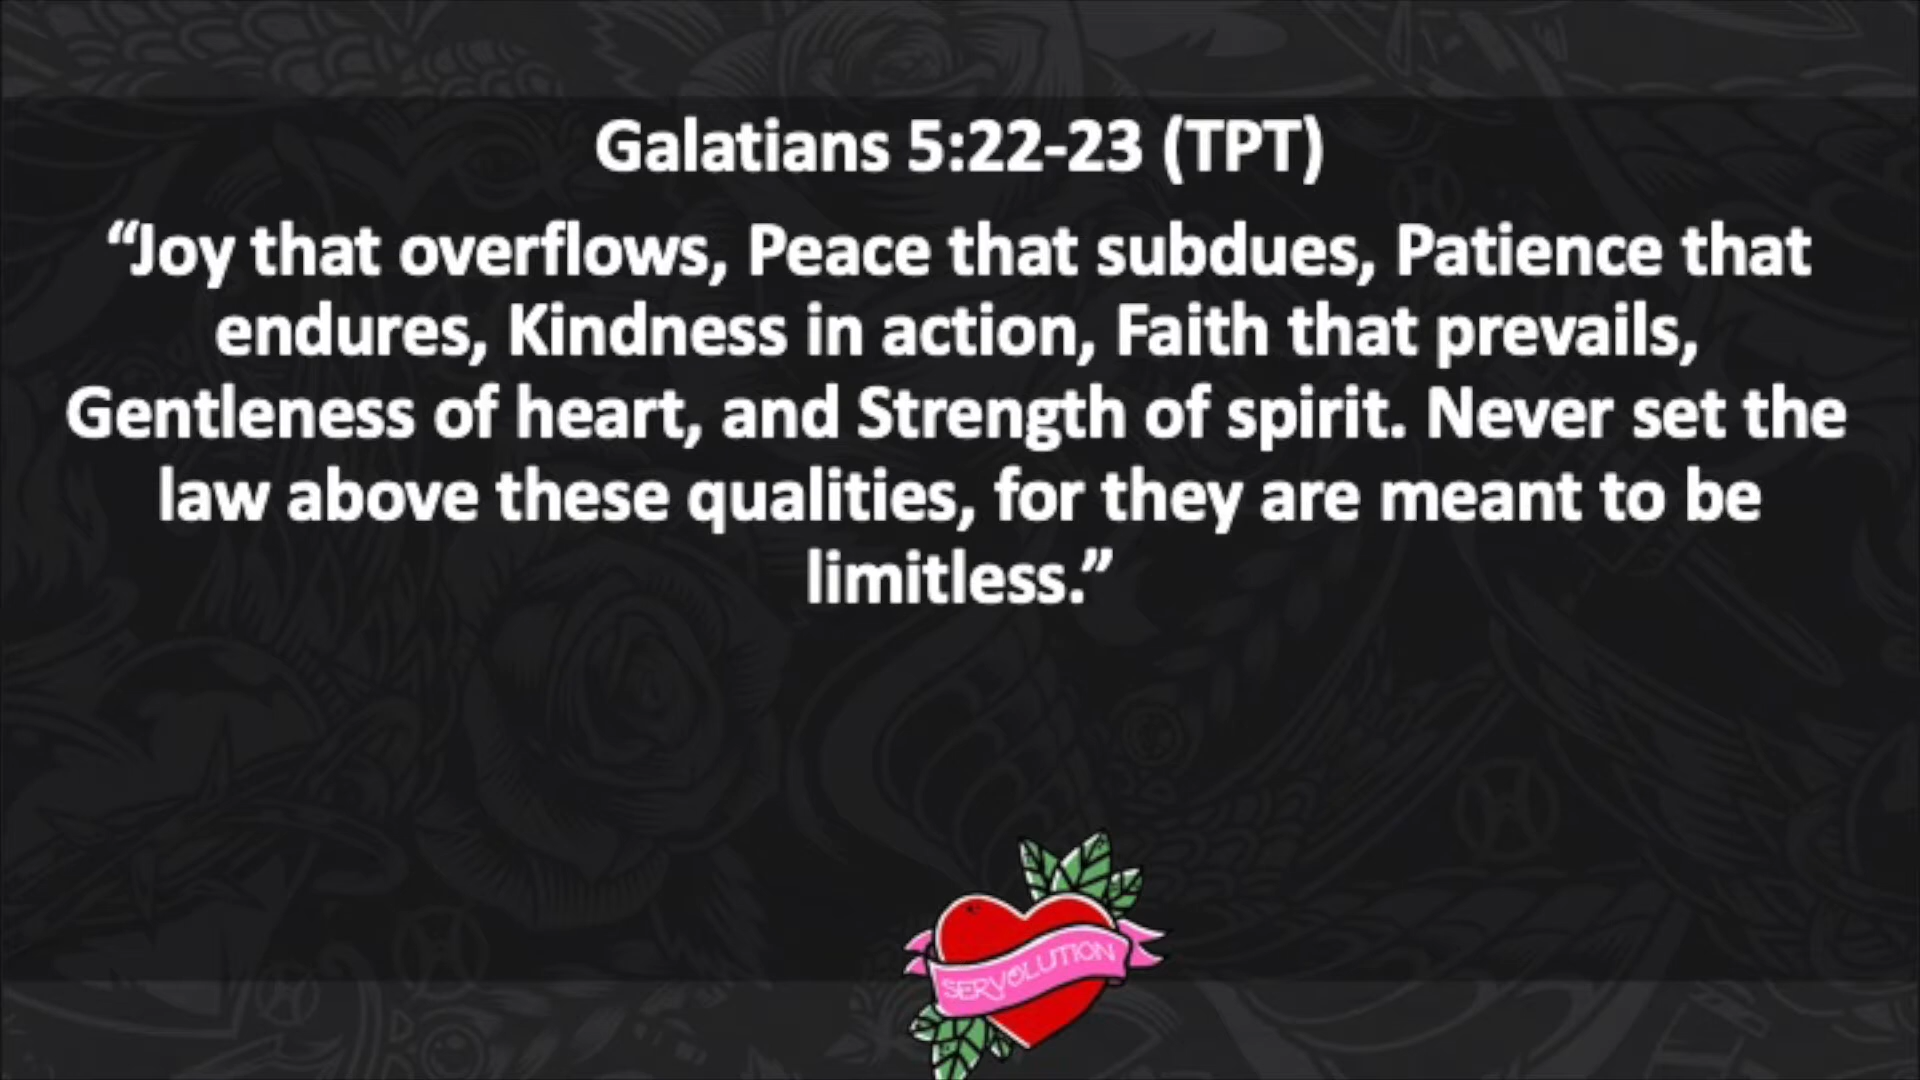 Galatians 5:22-23 (TPT)
“Joy that overflows, Peace that subdues, Patience that
endures, Kindness in action, Faith that prevails,
Gentleness of heart, and Strength of spirit. Never set the
law above these qualities, for they are meant to be
limitless.”
SERVOLUTION